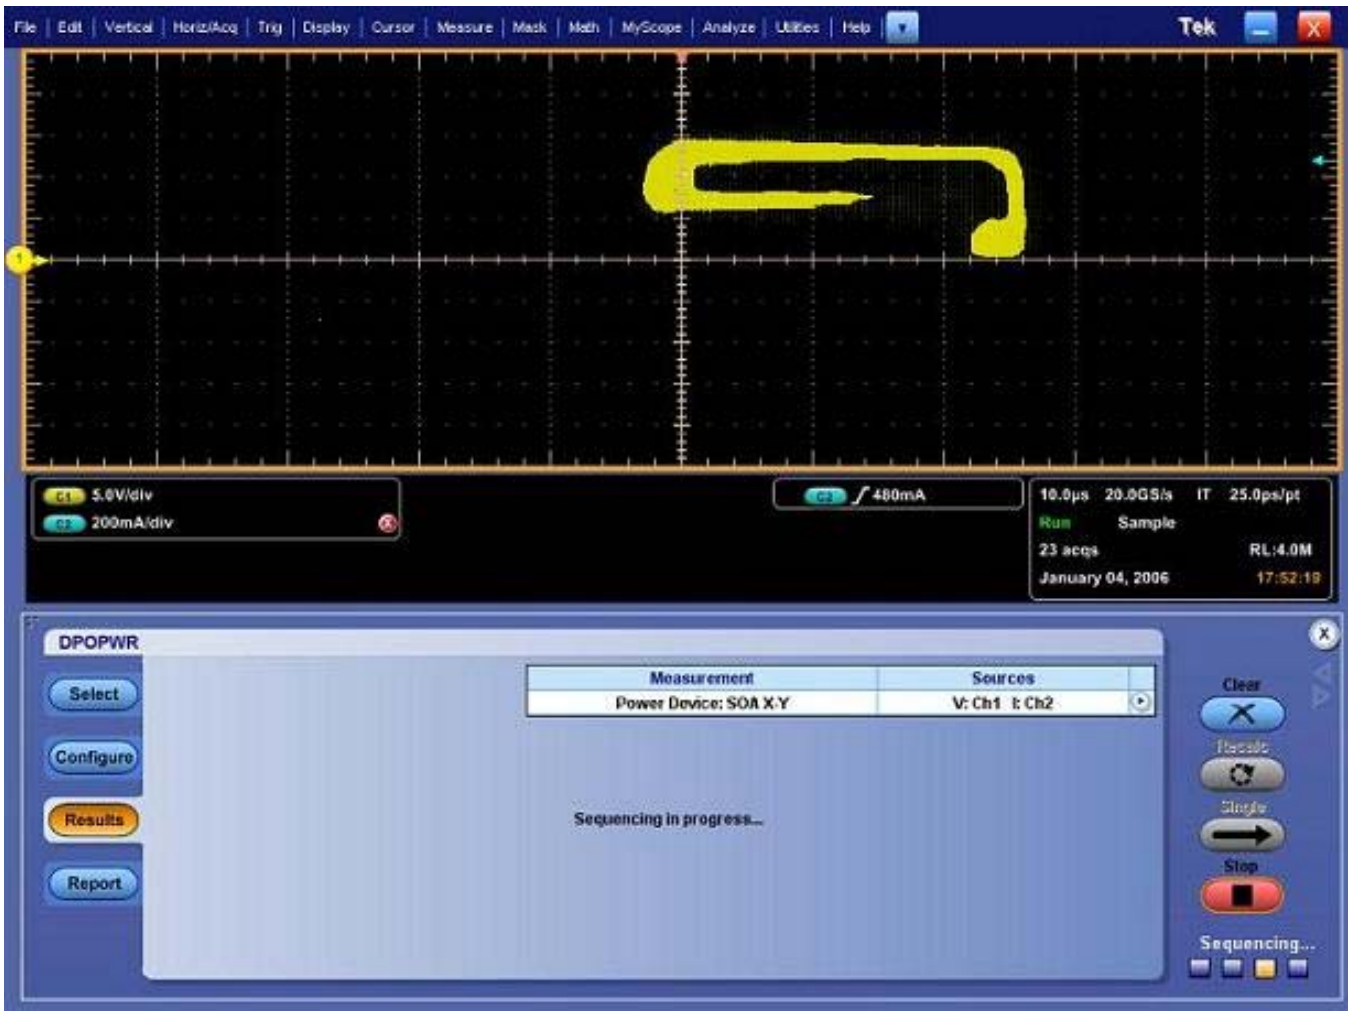 File | Edit | Vertical | Horiz/Acq | Trig | Display | Cursor | Measure | Mask | Math | MyScope | Analyze | Utilities | Help
Tek
X
1
C1 5.0V/div
C2 200mA/div
C2 480mA
10.0µs 20.0GS/s IT 25.0ps/pt
Run Sample
23 acqs RL:4.0M
January 04, 2006 17:52:19
DPOPWR
X
Select
Configure
Results
Report
Measurement Sources
Power Device: SOA X-Y V: Ch1 I: Ch2
Sequencing in progress...
Clear
Recalc
Single
Stop
Sequencing...